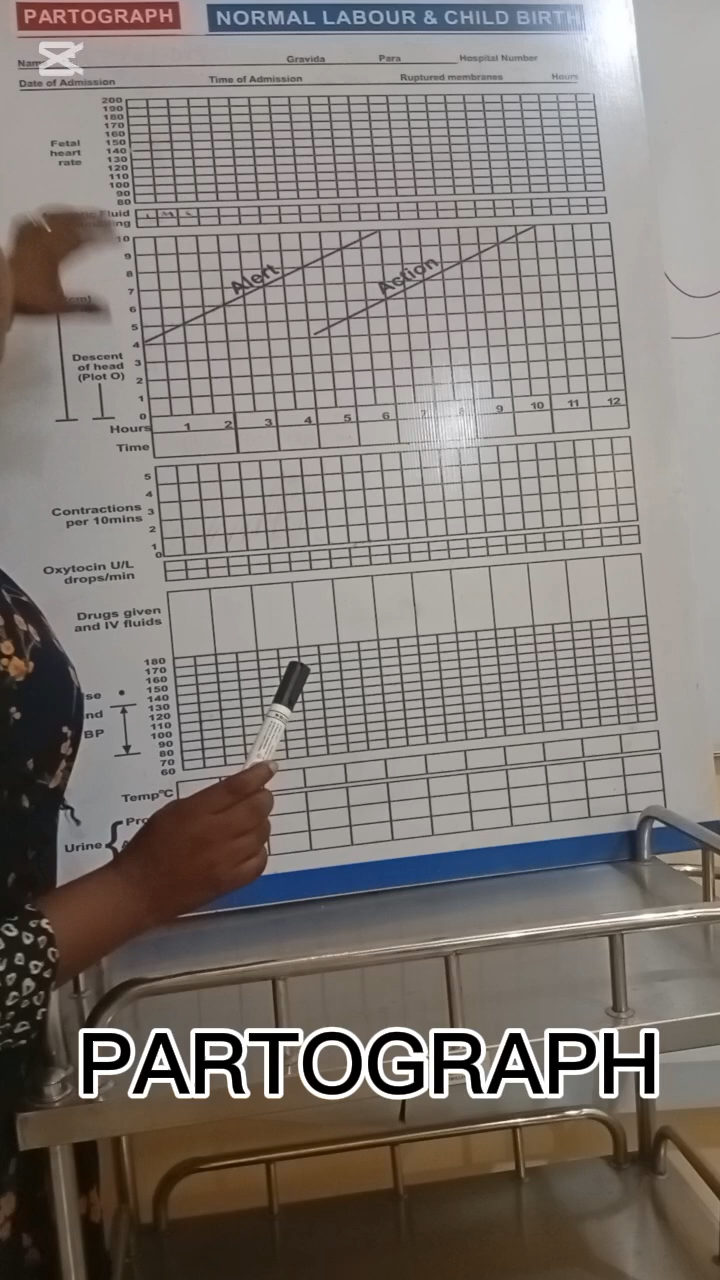 PARTOGRAPH NORMAL LABOUR & CHILD BIRTH
Gravida Para Hospital Number
Date of Admission Time of Admission Ruptured membranes Hours
200
190
180
170
Fetal heart rate
160
150
140
130
120
110
100
90
80
Fluid
10
9
8
7
6
5
4
Alert Action
Descent of head (Plot O)
3
2
1
0
Hours 1 2 3 4 5 6 7 8 9 10 11 12
Time
Contractions per 10mins
5
4
3
2
1
0
Oxytocin U/L
drops/min
Drugs given
and IV fluids
180
170
160
150
140
130
120
110
100
90
80
70
60
BP
Temp°C
Urine
PARTOGRAPH